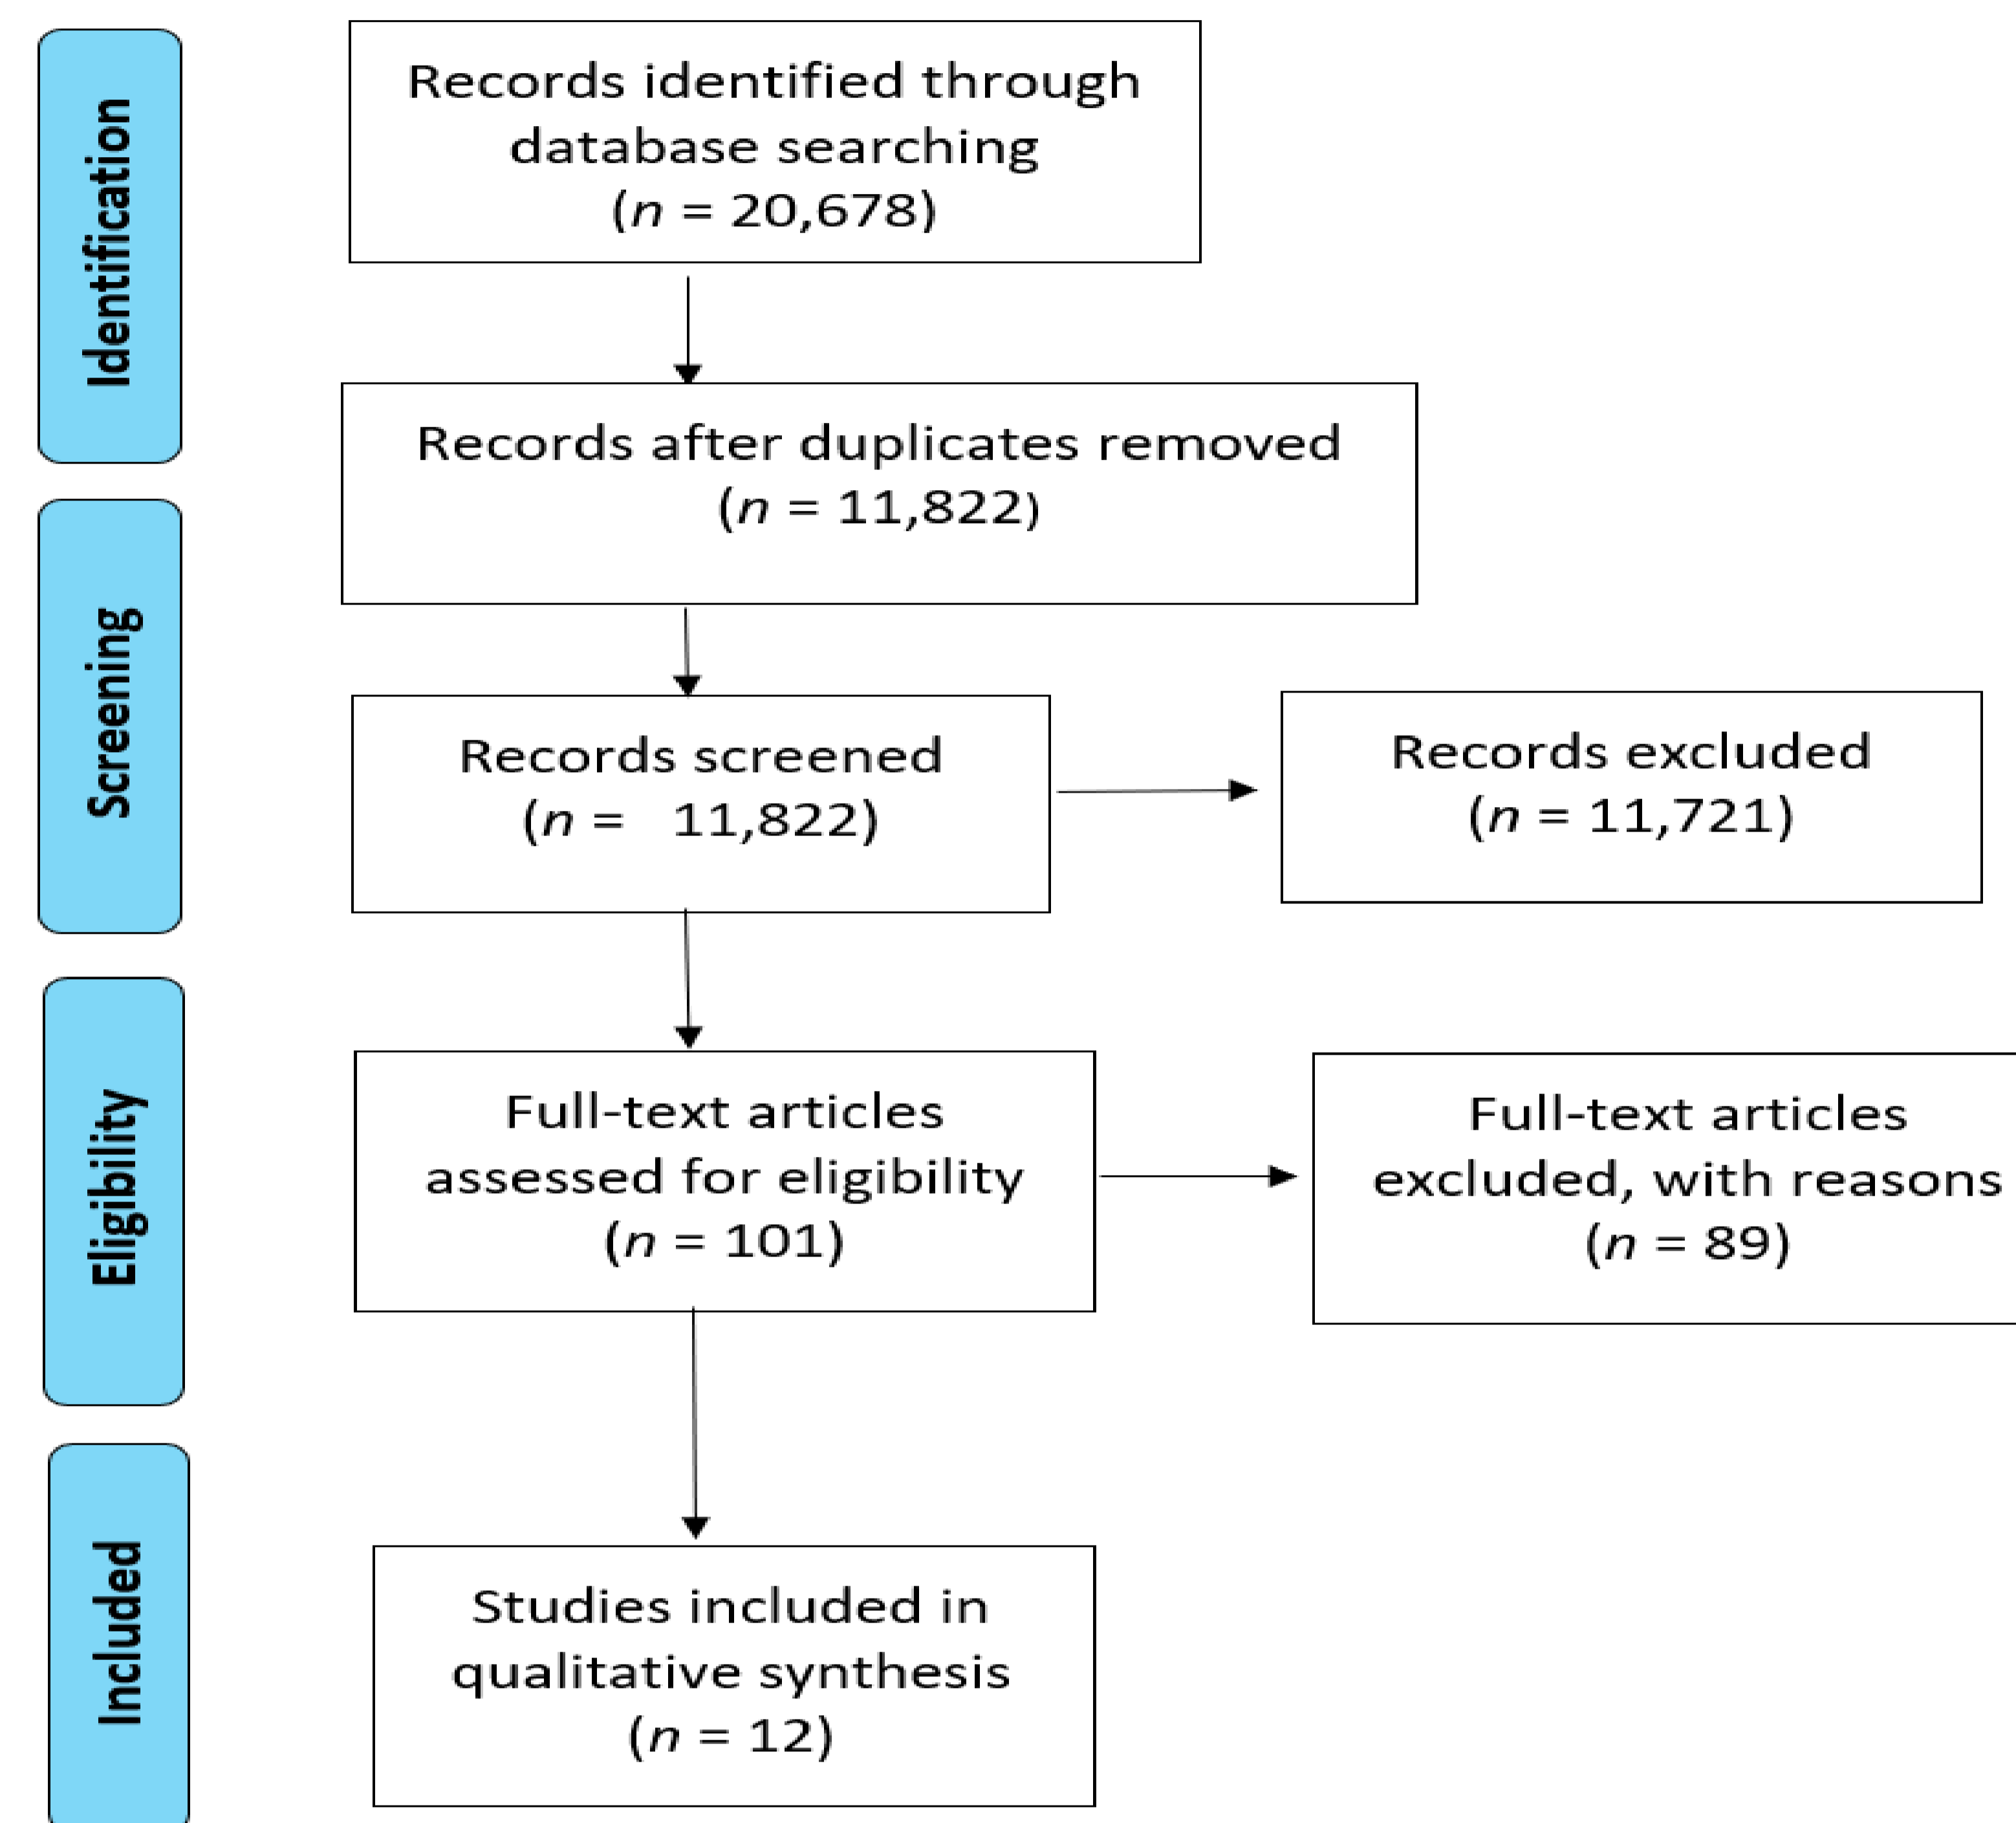 Identification
Records identified through
database searching
(n = 20,678)
Records after duplicates removed
(n = 11,822)
Screening
Records screened
(n = 11,822)
Records excluded
(n = 11,721)
Eligibility
Full-text articles
assessed for eligibility
(n = 101)
Full-text articles
excluded, with reasons
(n = 89)
Included
Studies included in
qualitative synthesis
(n = 12)